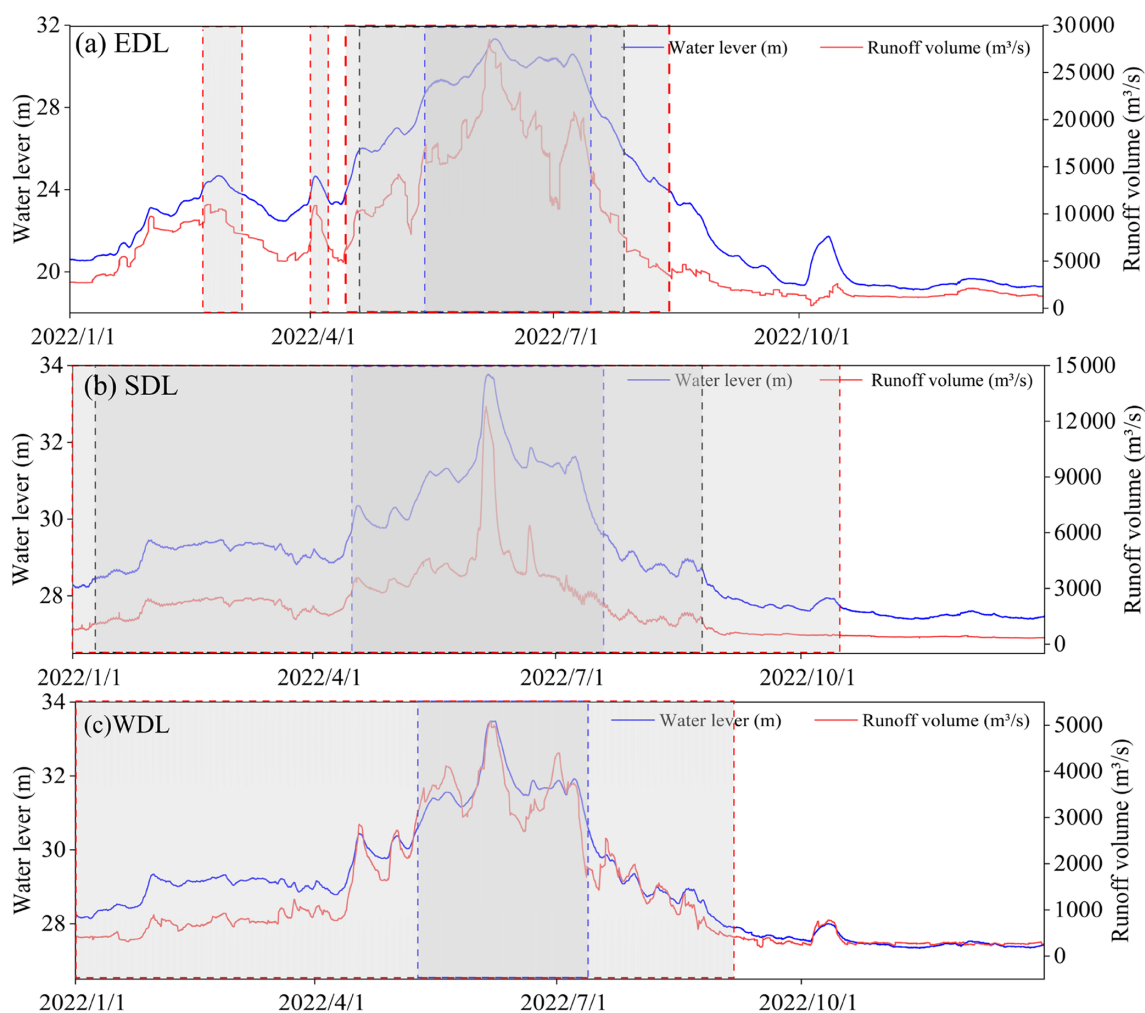 (a) EDL
Water lever (m)
Runoff volume (m³/s)
Water lever (m)
32
28
24
20
30000
25000
20000
15000
10000
5000
0
Runoff volume (m³/s)
2022/1/1 2022/4/1 2022/7/1 2022/10/1
(b) SDL
Water lever (m)
Runoff volume (m³/s)
Water lever (m)
34
32
30
28
15000
12000
9000
6000
3000
0
Runoff volume (m³/s)
2022/1/1 2022/4/1 2022/7/1 2022/10/1
(c)WDL
Water lever (m)
Runoff volume (m³/s)
Water lever (m)
34
32
30
28
5000
4000
3000
2000
1000
0
Runoff volume (m³/s)
2022/1/1 2022/4/1 2022/7/1 2022/10/1